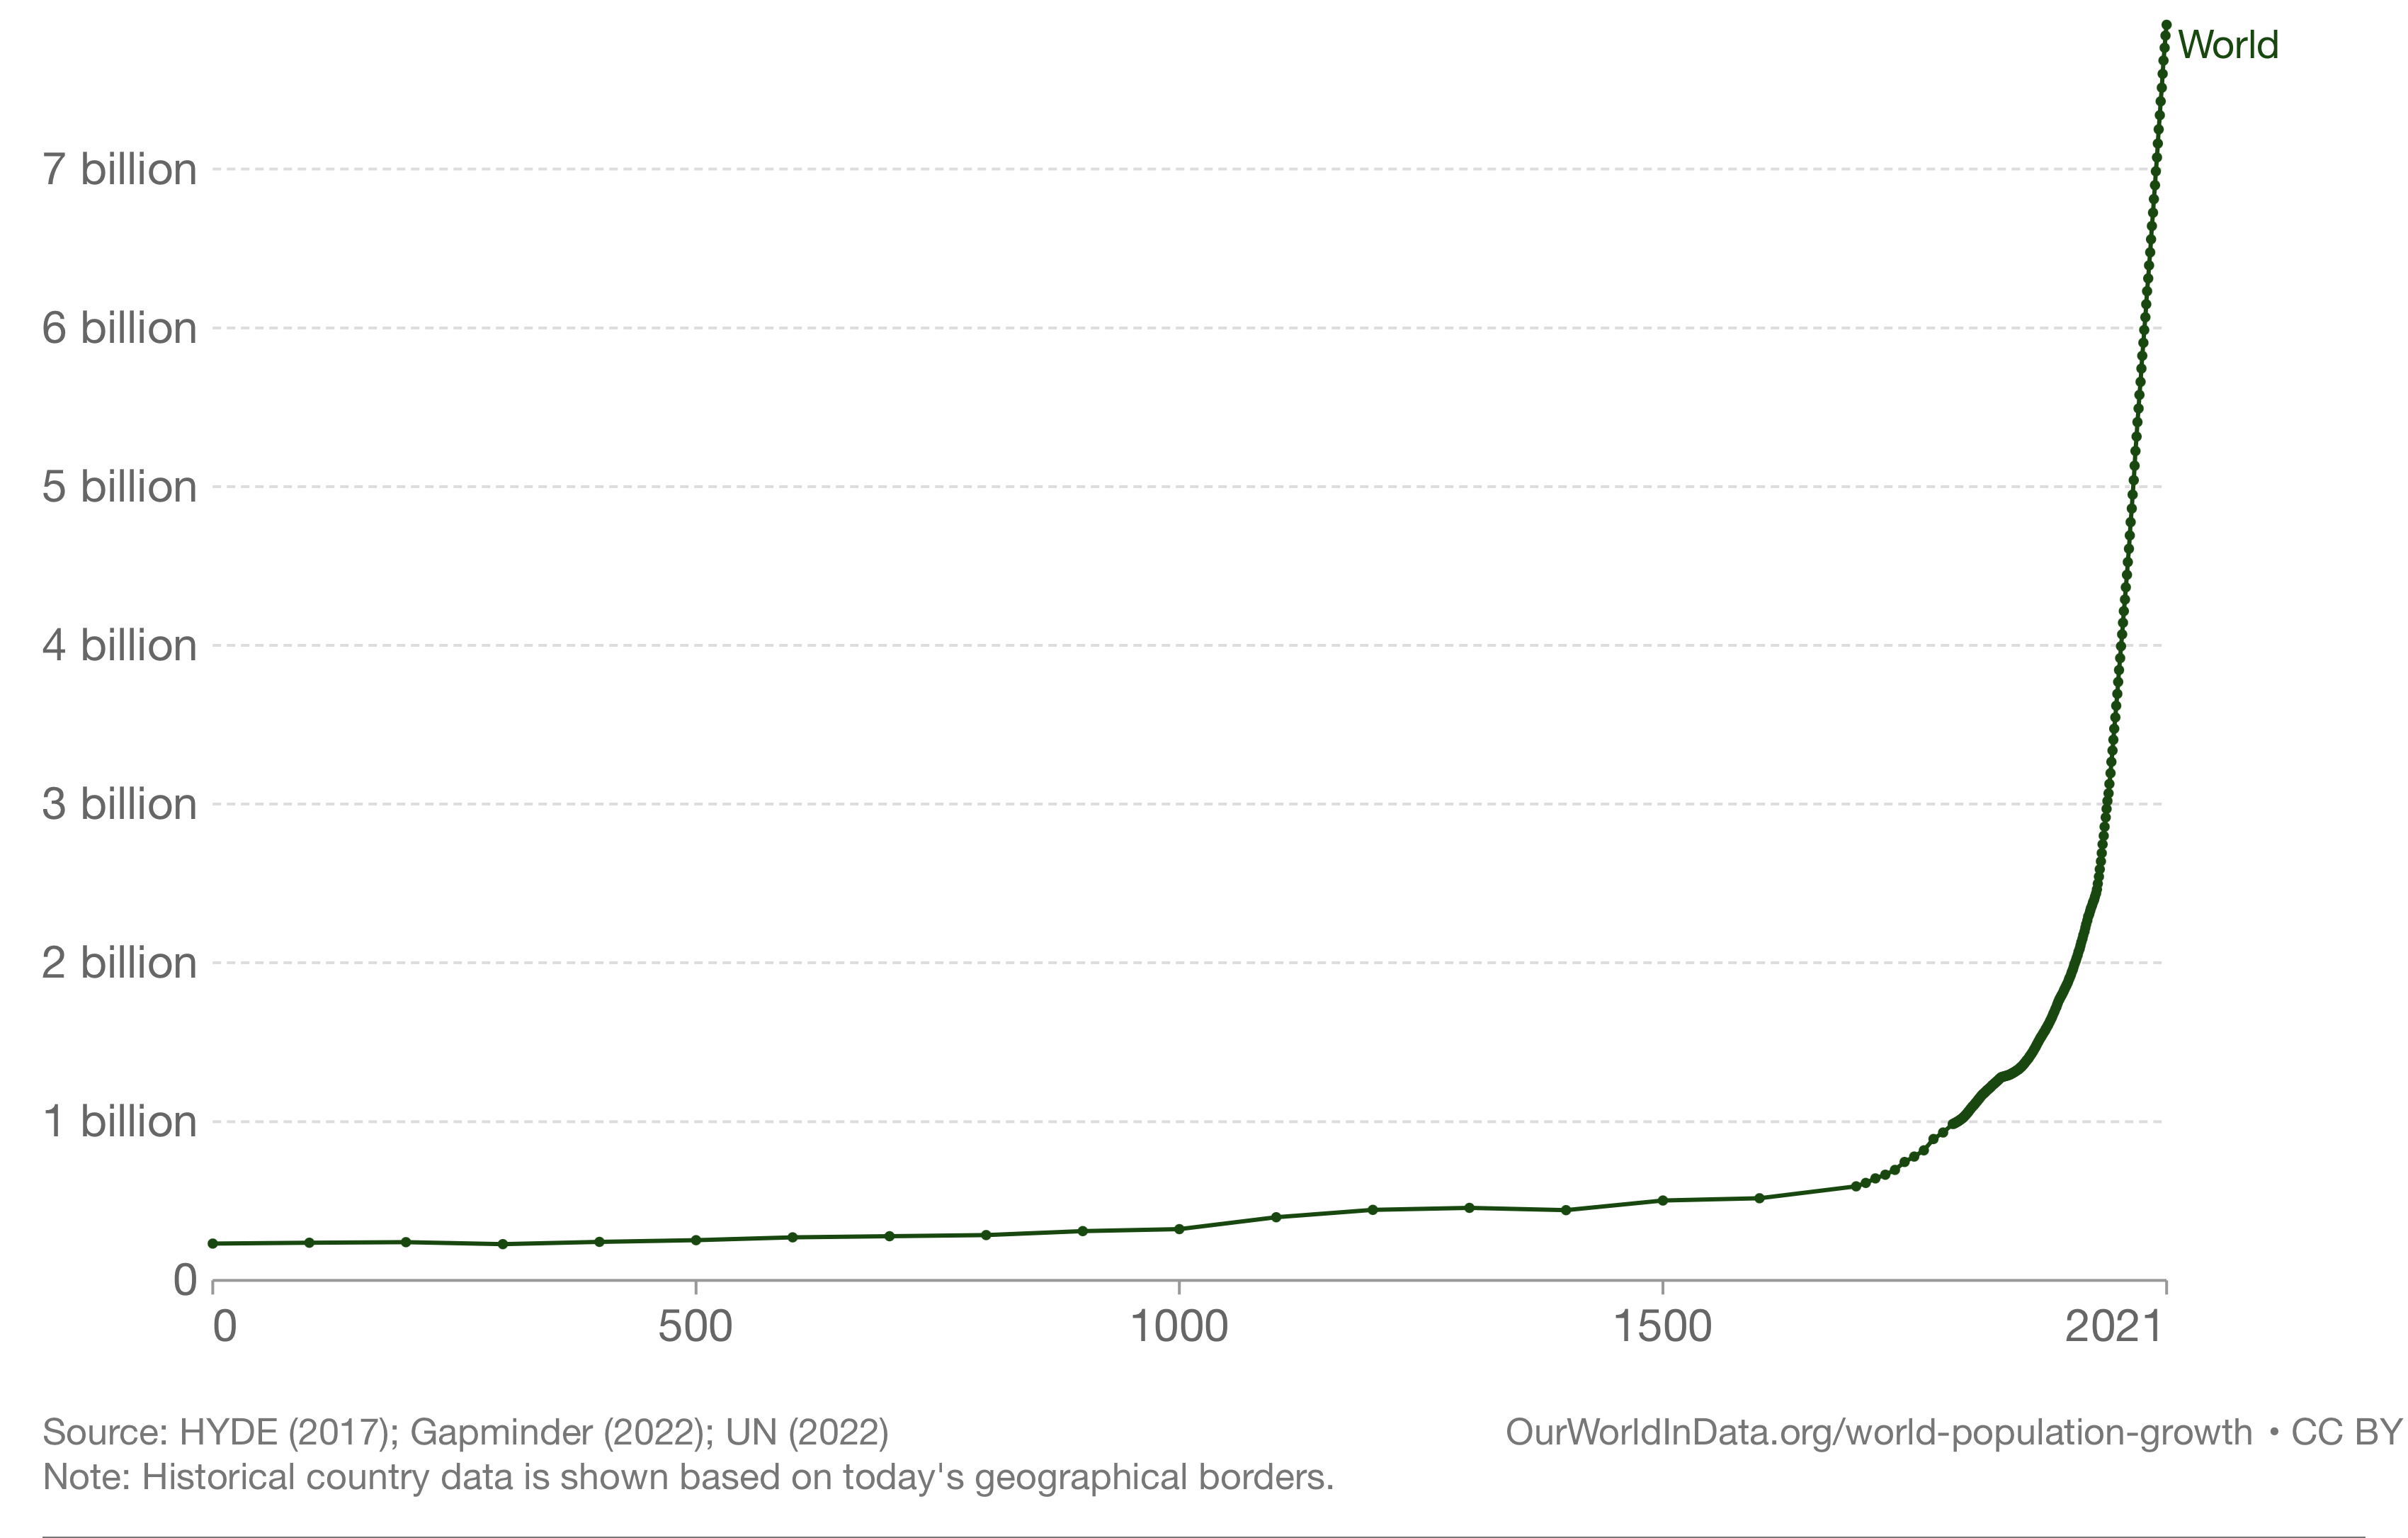 World
7 billion
6 billion
5 billion
4 billion
3 billion
2 billion
1 billion
0
0 500 1000 1500 2021
Source: HYDE (2017); Gapminder (2022); UN (2022) OurWorldInData.org/world-population-growth • CC BY
Note: Historical country data is shown based on today's geographical borders.